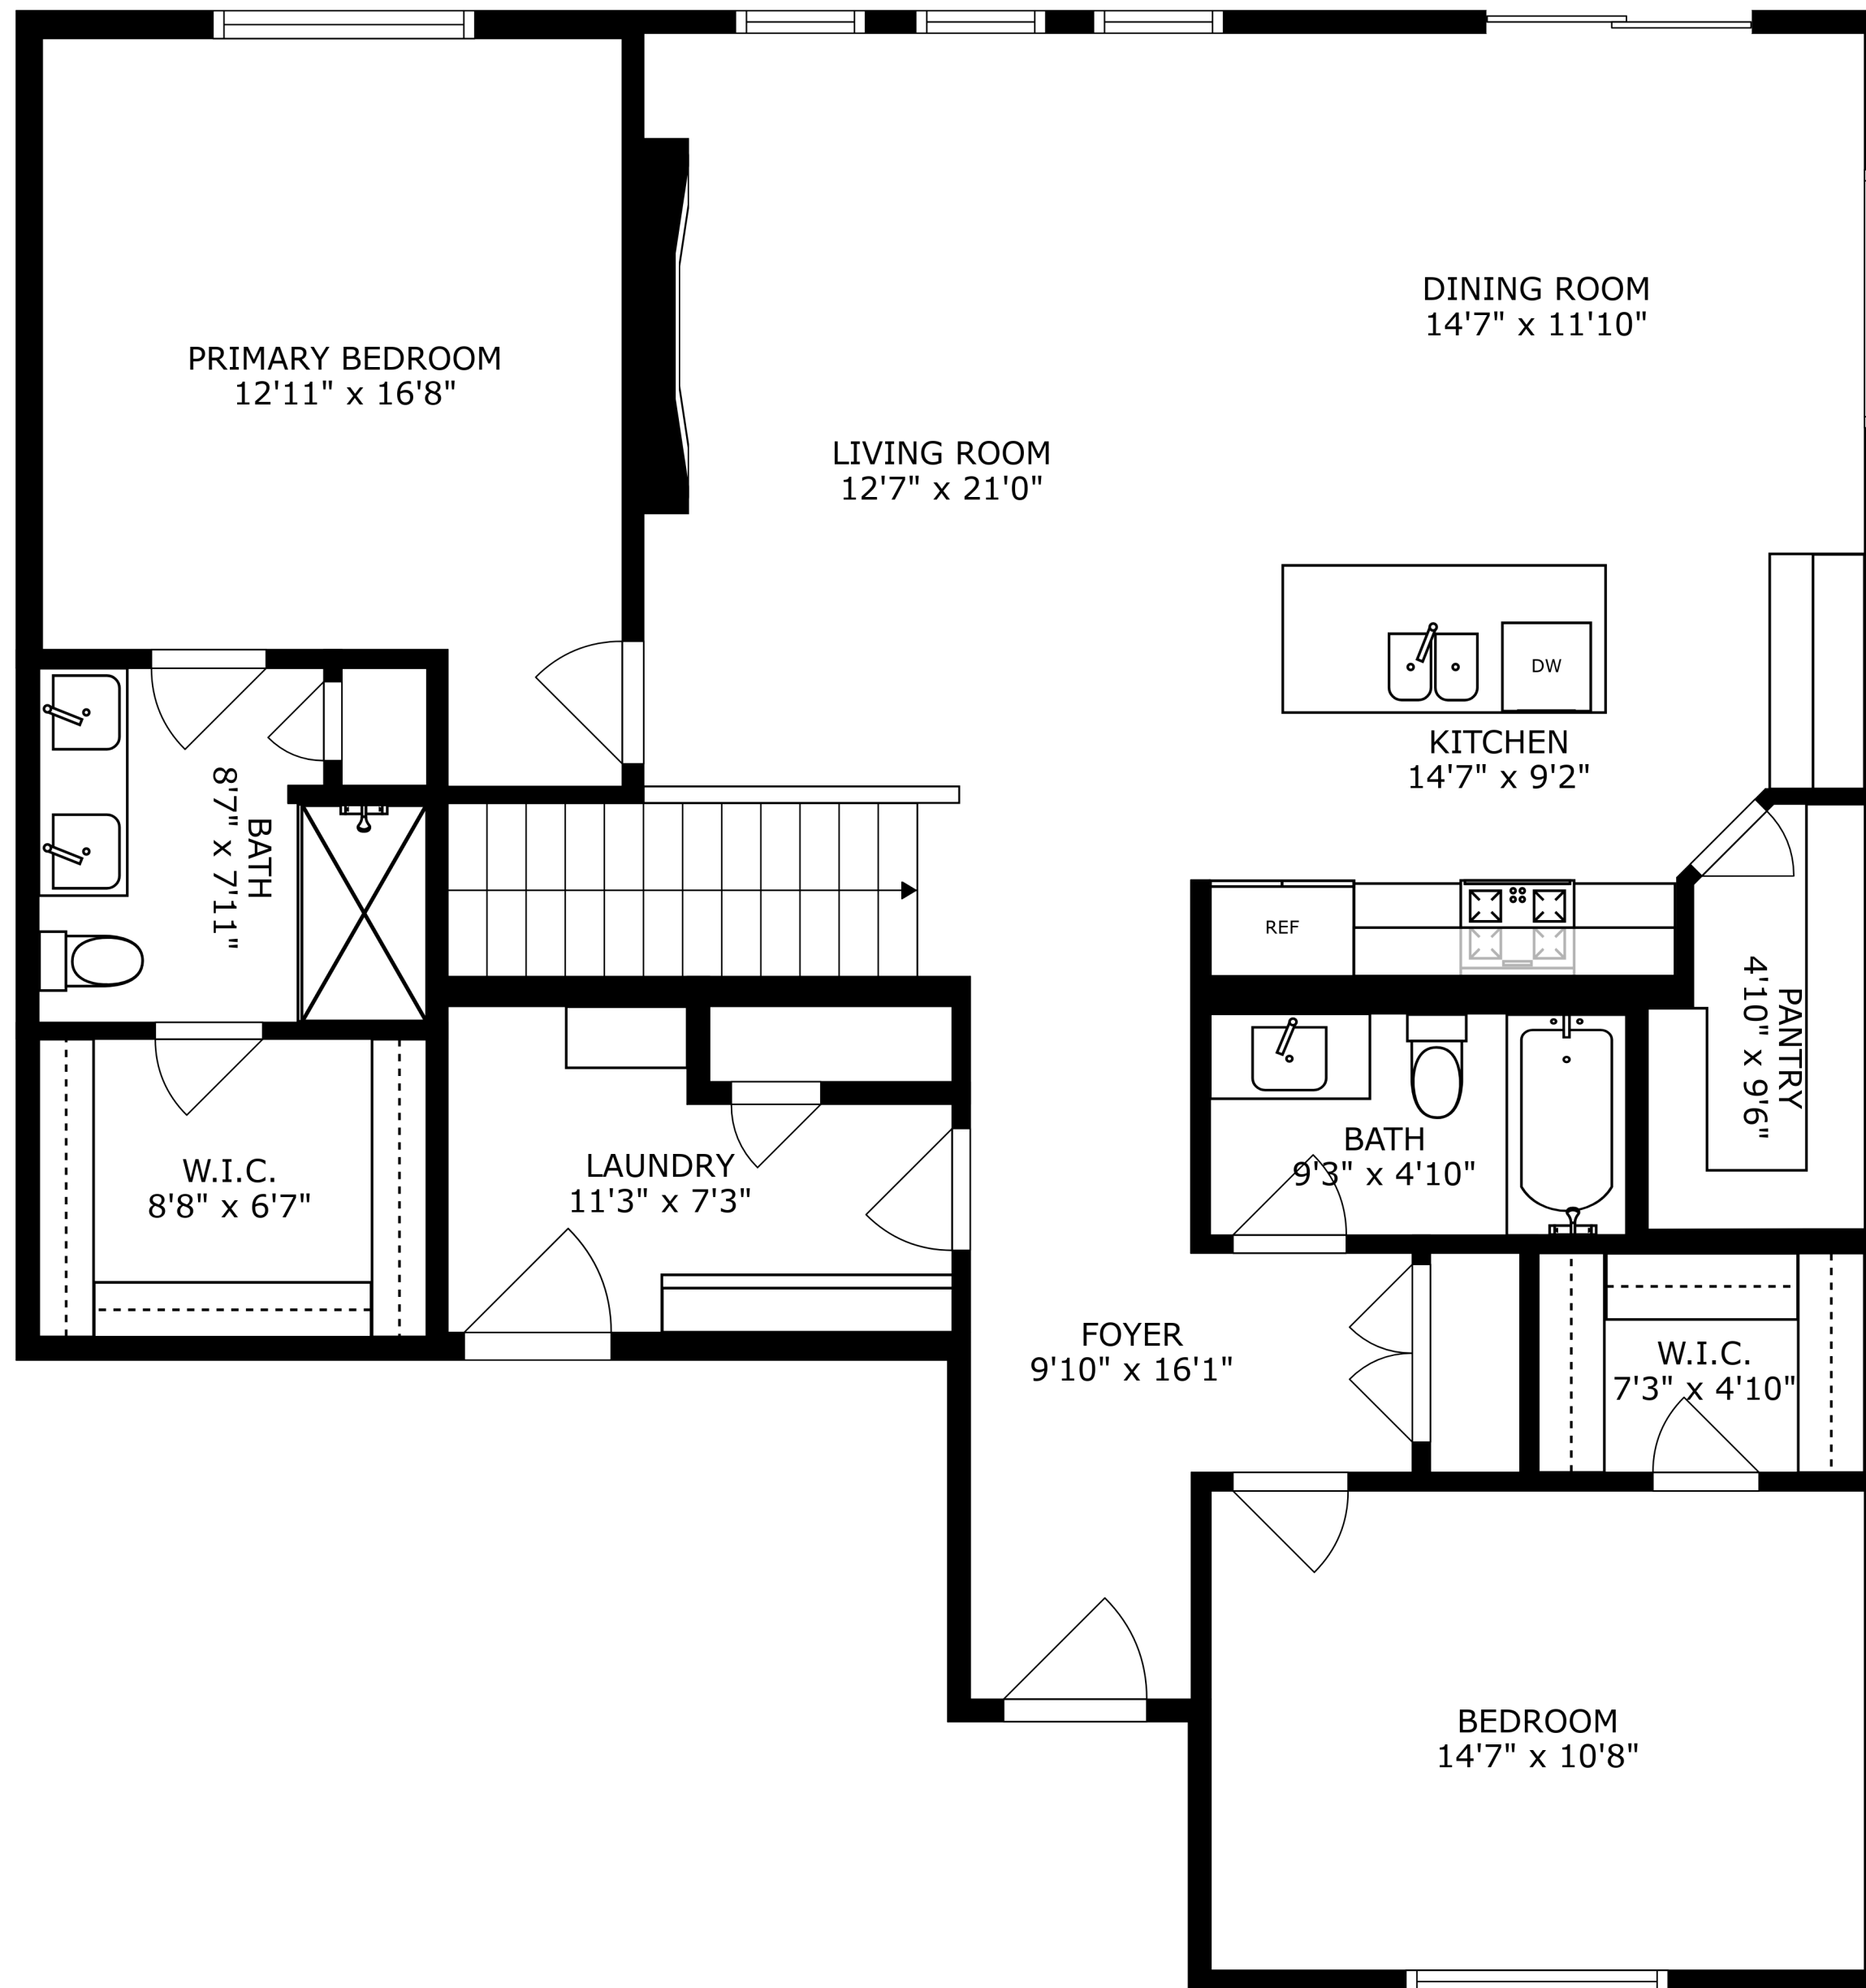 DINING ROOM
14'7" x 11'10"
PRIMARY BEDROOM
12'11" x 16'8"
LIVING ROOM
12'7" x 21'0"
DW
KITCHEN
14'7" x 9'2"
BATH
8'7" x 7'11"
REF
PANTRY
4'10" x 9'6"
BATH
9'3" x 4'10"
LAUNDRY
11'3" x 7'3"
W.I.C.
8'8" x 6'7"
FOYER
9'10" x 16'1"
W.I.C.
7'3" x 4'10"
BEDROOM
14'7" x 10'8"